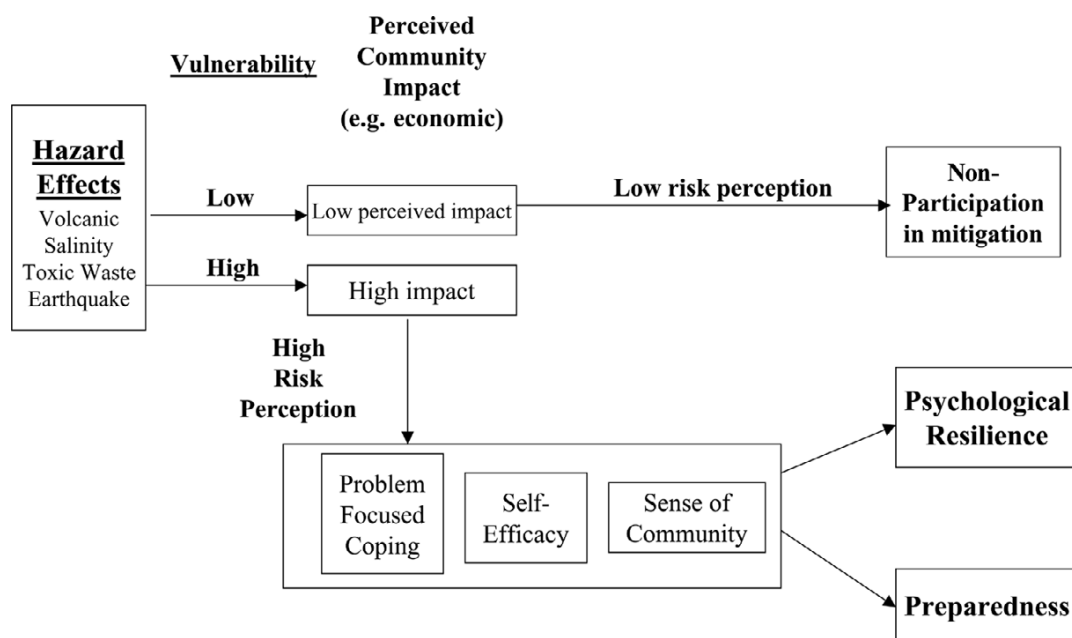 Vulnerability
Perceived
Community
Impact
(e.g. economic)
Hazard
Effects
Volcanic
Salinity
Toxic Waste
Earthquake
Low
Low perceived impact
Low risk perception
Non-
Participation
in mitigation
High
High impact
High
Risk
Perception
Problem
Focused
Coping
Self-
Efficacy
Sense of
Community
Psychological
Resilience
Preparedness